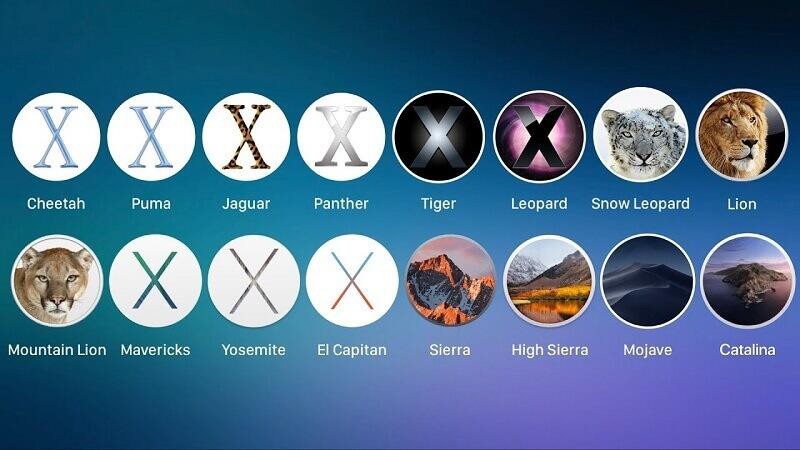 X X X X X X
Cheetah Puma Jaguar Panther Tiger Leopard Snow Leopard Lion
X X X
Mountain Lion Mavericks Yosemite El Capitan Sierra High Sierra Mojave Catalina